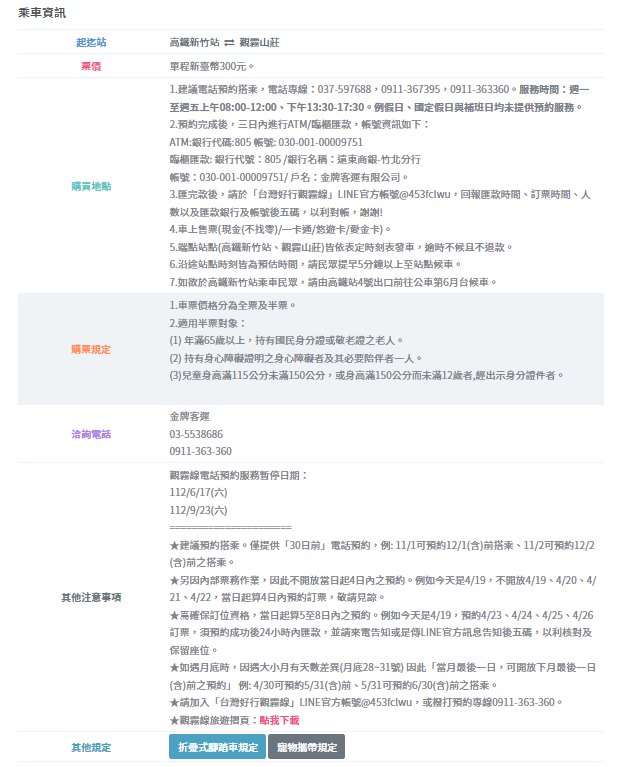 乘車資訊
起迄站
高鐵新竹站 ⇌ 觀霧山莊
票價
單程新臺幣300元。
購買地點
1.建議電話預約搭乘，電話專線：037-597688，0911-367395，0911-363360。服務時間：週一
至週五上午08:00-12:00、下午13:30-17:30。例假日、國定假日與補班日均未提供預約服務。
2.預約完成後，三日內進行ATM/臨櫃匯款，帳號資訊如下：
ATM:銀行代碼:805 帳號: 030-001-00009751
臨櫃匯款: 銀行代號：805 /銀行名稱：遠東商銀-竹北分行
帳號：030-001-00009751/ 戶名：金牌客運有限公司。
3.匯完款後，請於「台灣好行觀霧線」LINE官方帳號@453fclwu，回報匯款時間、訂票時間、人
數以及匯款銀行及帳號後五碼，以利對帳，謝謝!
4.車上售票(現金(不找零)/一卡通/悠遊卡/愛金卡)。
5.端點站點(高鐵新竹站、觀霧山莊)皆依表定時刻表發車，逾時不候且不退款。
6.沿途站點時刻皆為預估時間，請民眾提早5分鐘以上至站點候車。
7.如欲於高鐵新竹站乘車民眾，請由高鐵站4號出口前往公車第6月台候車。
購票規定
1.車票價格分為全票及半票。
2.適用半票對象：
(1) 年滿65歲以上，持有國民身分證或敬老證之老人。
(2) 持有身心障礙證明之身心障礙者及其必要陪伴者一人。
(3)兒童身高滿115公分未滿150公分，或身高滿150公分而未滿12歲者,經出示身分證件者。
洽詢電話
金牌客運
03-5538686
0911-363-360
其他注意事項
觀霧線電話預約服務暫停日期：
112/6/17(六)
112/9/23(六)
======================
★建議預約搭乘。僅提供「30日前」電話預約，例: 11/1可預約12/1(含)前搭乘、11/2可預約12/2
(含)前之搭乘。
★另因內部票務作業，因此不開放當日起4日內之預約。例如今天是4/19，不開放4/19、4/20、4/
21、4/22，當日起算4日內預約訂票，敬請見諒。
★為確保訂位資格，當日起算5至8日內之預約。例如今天是4/19，預約4/23、4/24、4/25、4/26
訂票，須預約成功後24小時內匯款，並請來電告知或是傳LINE官方訊息告知後五碼，以利核對及
保留座位。
★如遇月底時，因遇大小月有天數差異(月底28~31號) 因此「當月最後一日，可開放下月最後一日
(含)前之預約」 例: 4/30可預約5/31(含)前、5/31可預約6/30(含)前之搭乘。
★請加入「台灣好行觀霧線」LINE官方帳號@453fclwu，或撥打預約專線0911-363-360。
★觀霧線旅遊摺頁：點我下載
其他規定
折疊式腳踏車規定 寵物攜帶規定